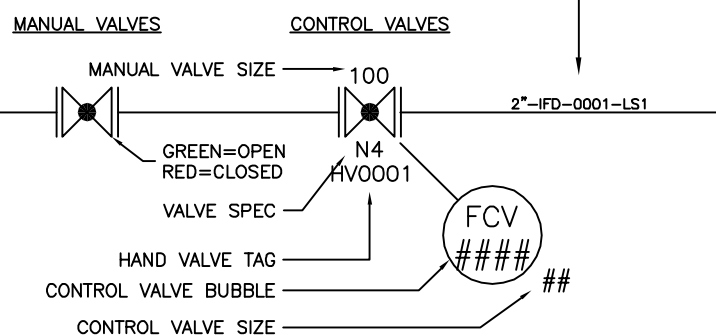 MANUAL VALVES
CONTROL VALVES
MANUAL VALVE SIZE
100
2"-IFD-0001-LS1
GREEN=OPEN
RED=CLOSED
N4
HV0001
VALVE SPEC
FCV
####
HAND VALVE TAG
##
CONTROL VALVE BUBBLE
CONTROL VALVE SIZE